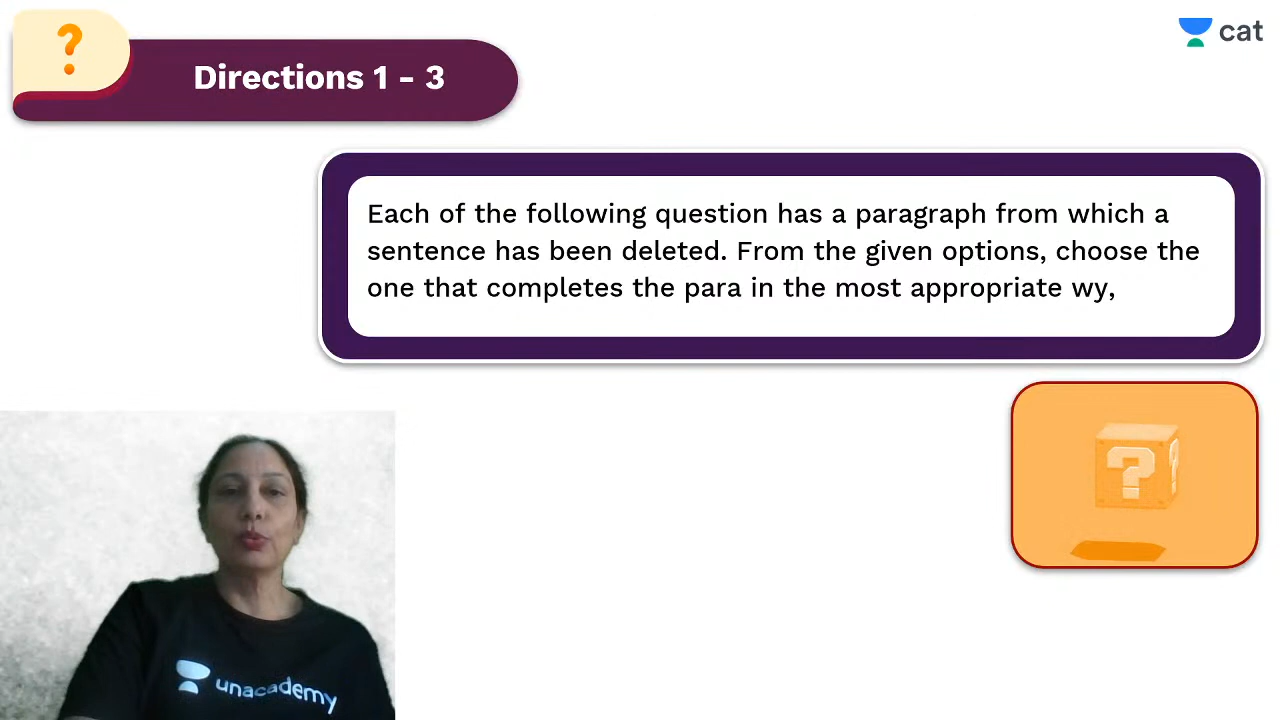 ?
cat
Directions 1 - 3
Each of the following question has a paragraph from which a
sentence has been deleted. From the given options, choose the
one that completes the para in the most appropriate wy,
?
unacademy